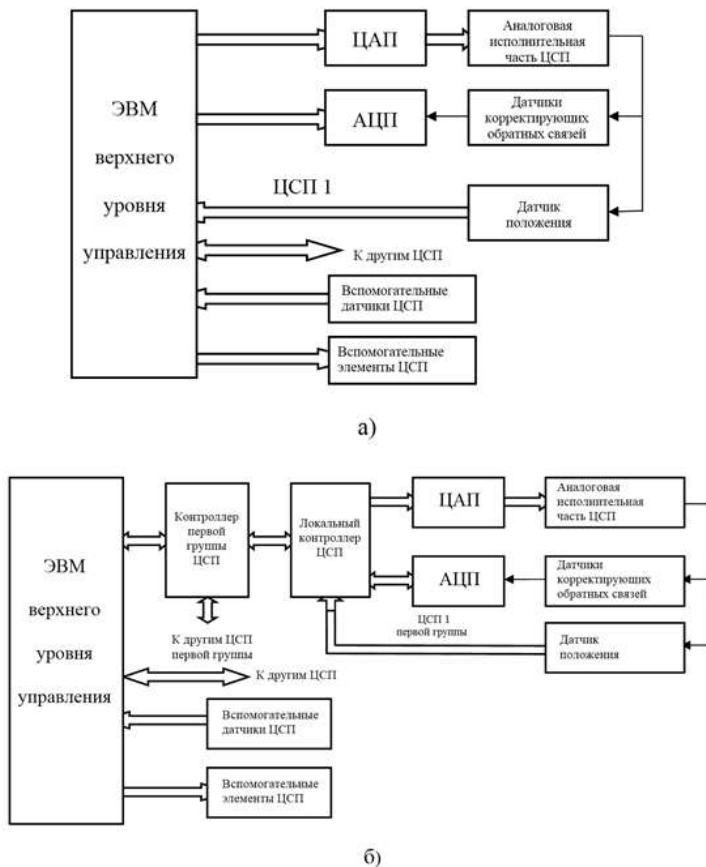 ЭВМ
верхнего
уровня
управления
ЦАП
Аналоговая
исполнительная
часть ЦСП
АЦП
Датчики
корректирующих
обратных связей
ЦСП 1
Датчик
положения
К другим ЦСП
Вспомогательные
датчики ЦСП
Вспомогательные
элементы ЦСП
а)
ЭВМ
верхнего
уровня
управления
Контроллер
первой
группы
ЦСП
Локальный
контроллер
ЦСП
ЦАП
Аналоговая
исполнительная
часть ЦСП
АЦП
Датчики
корректирующих
обратных связей
ЦСП 1
первой группы
Датчик
положения
К другим ЦСП
первой группы
К другим ЦСП
Вспомогательные
датчики ЦСП
Вспомогательные
элементы ЦСП
б)